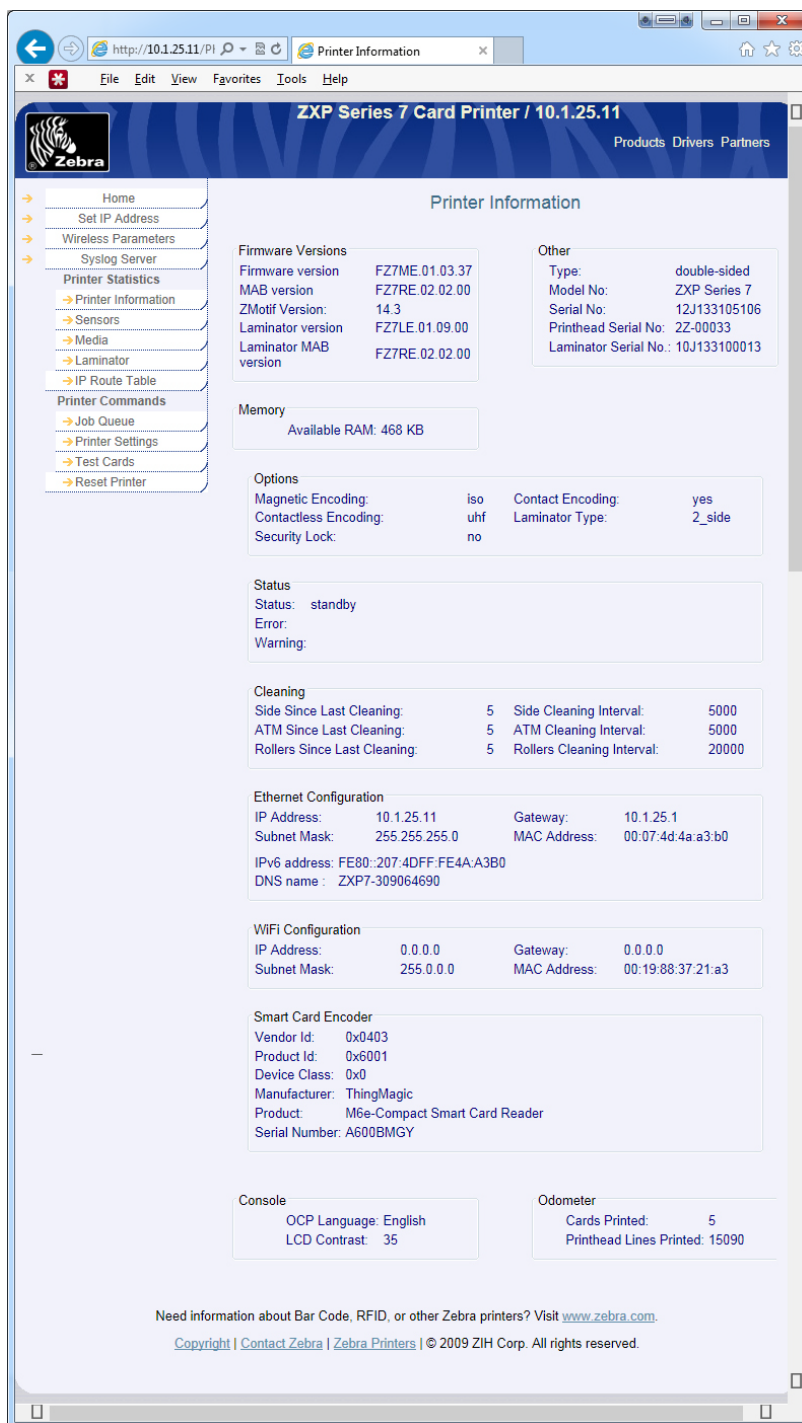 http://10.1.25.11/PI
Printer Information
File Edit View Favorites Tools Help
ZXP Series 7 Card Printer / 10.1.25.11
Products Drivers Partners
Zebra
Home
Set IP Address
Wireless Parameters
Syslog Server
Printer Statistics
Printer Information
Sensors
Media
Laminator
IP Route Table
Printer Commands
Job Queue
Printer Settings
Test Cards
Reset Printer
Printer Information
Firmware Versions
Firmware version FZ7ME.01.03.37
MAB version FZ7RE.02.02.00
ZMotif Version: 14.3
Laminator version FZ7LE.01.09.00
Laminator MAB
version FZ7RE.02.02.00
Other
Type: double-sided
Model No: ZXP Series 7
Serial No: 12J133105106
Printhead Serial No: 2Z-00033
Laminator Serial No.: 10J133100013
Memory
Available RAM: 468 KB
Options
Magnetic Encoding: iso Contact Encoding: yes
Contactless Encoding: uhf Laminator Type: 2_side
Security Lock: no
Status
Status: standby
Error:
Warning:
Cleaning
Side Since Last Cleaning: 5 Side Cleaning Interval: 5000
ATM Since Last Cleaning: 5 ATM Cleaning Interval: 5000
Rollers Since Last Cleaning: 5 Rollers Cleaning Interval: 20000
Ethernet Configuration
IP Address: 10.1.25.11 Gateway: 10.1.25.1
Subnet Mask: 255.255.255.0 MAC Address: 00:07:4d:4a:a3:b0
IPv6 address: FE80::207:4DFF:FE4A:A3B0
DNS name : ZXP7-309064690
WiFi Configuration
IP Address: 0.0.0.0 Gateway: 0.0.0.0
Subnet Mask: 255.0.0.0 MAC Address: 00:19:88:37:21:a3
Smart Card Encoder
Vendor Id: 0x0403
Product Id: 0x6001
Device Class: 0x0
Manufacturer: ThingMagic
Product: M6e-Compact Smart Card Reader
Serial Number: A600BMGY
Console
OCP Language: English
LCD Contrast: 35
Odometer
Cards Printed: 5
Printhead Lines Printed: 15090
Need information about Bar Code, RFID, or other Zebra printers? Visit www.zebra.com.
Copyright | Contact Zebra | Zebra Printers | © 2009 ZIH Corp. All rights reserved.